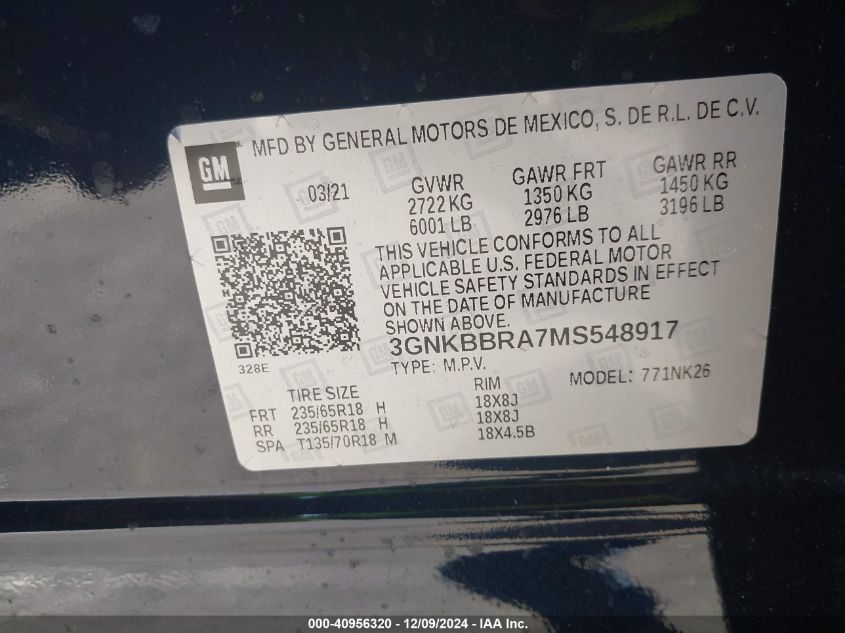 GM
MFD BY GENERAL MOTORS DE MEXICO, S. DE R.L. DE C.V.
03/21 GVWR GAWR FRT GAWR RR
2722 KG 1350 KG 1450 KG
6001 LB 2976 LB 3196 LB
THIS VEHICLE CONFORMS TO ALL
APPLICABLE U.S. FEDERAL MOTOR
VEHICLE SAFETY STANDARDS IN EFFECT
ON THE DATE OF MANUFACTURE
SHOWN ABOVE.
3GNKBBRA7MS548917
328E
TYPE: M.P.V. MODEL: 771NK26
TIRE SIZE RIM
FRT 235/65R18 H 18X8J
RR 235/65R18 H 18X8J
SPA T135/70R18 M 18X4.5B
000-40956320 - 12/09/2024 - IAA Inc.